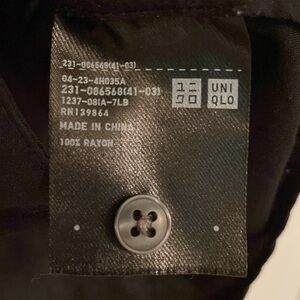 231-086568(41-03)
04-23-4H035A
231-086568(41-03)
1237-081A-7LB
RN139864
MADE IN CHINA
100% RAYON
ユニ
クロ
UNI
QLO